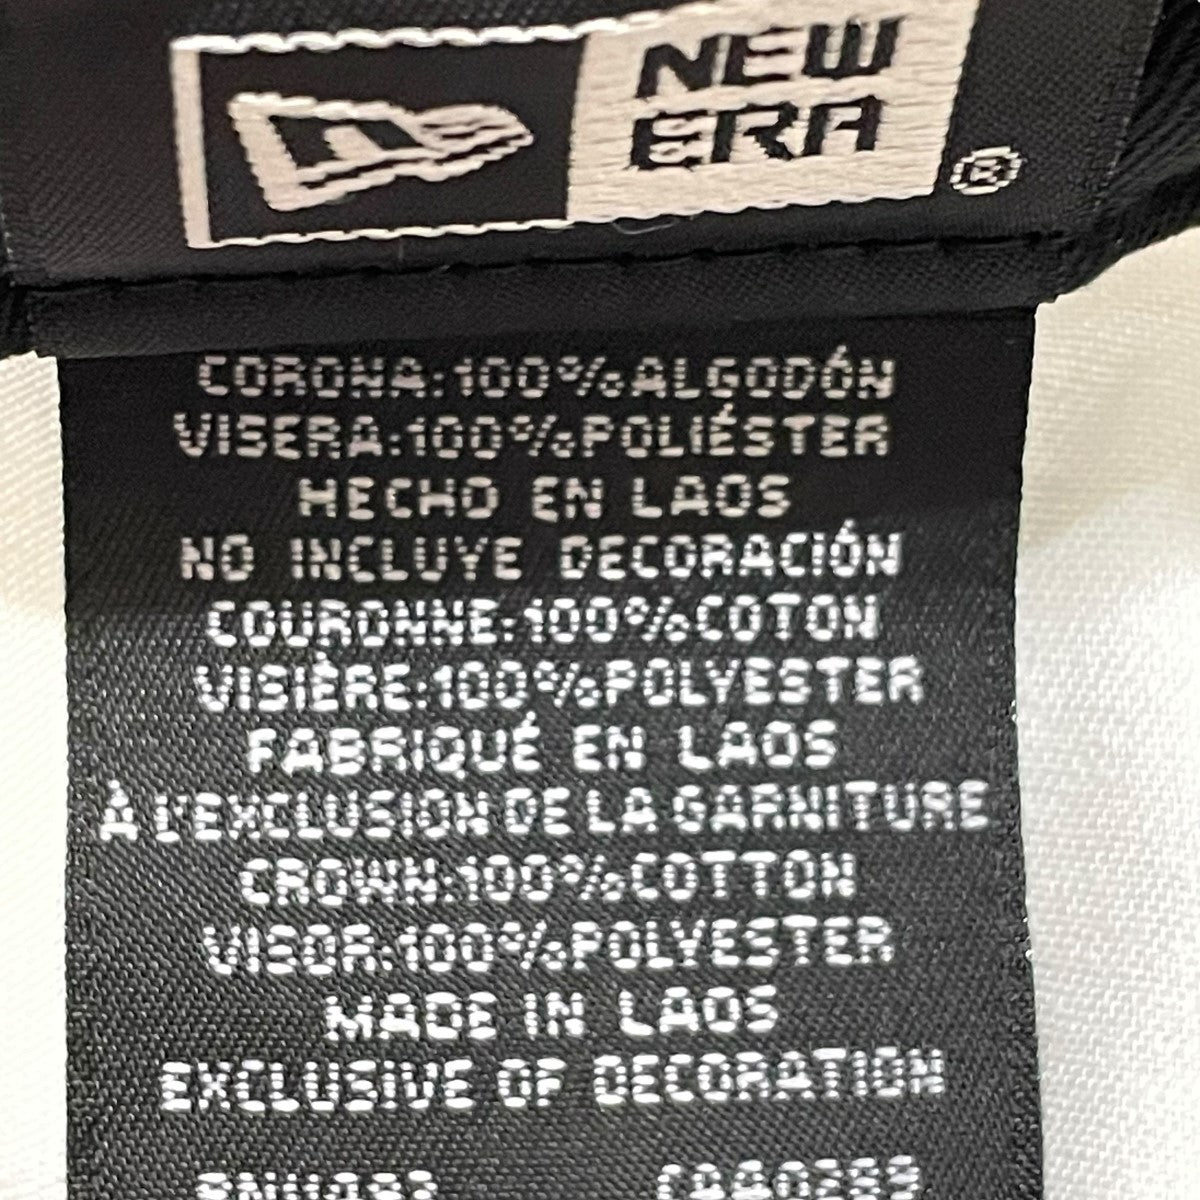 NEW
ERA
®
CORONA:100%ALGODÓN
VISERA:100%POLIÉSTER
HECHO EN LAOS
NO INCLUYE DECORACIÓN
COURONNE:100%COTON
VISIÈRE:100%POLYESTER
FABRIQUÉ EN LAOS
À L'EXCLUSION DE LA GARNITURE
CROWN:100%COTTON
VISOR:100%POLYESTER
MADE IN LAOS
EXCLUSIVE OF DECORATION